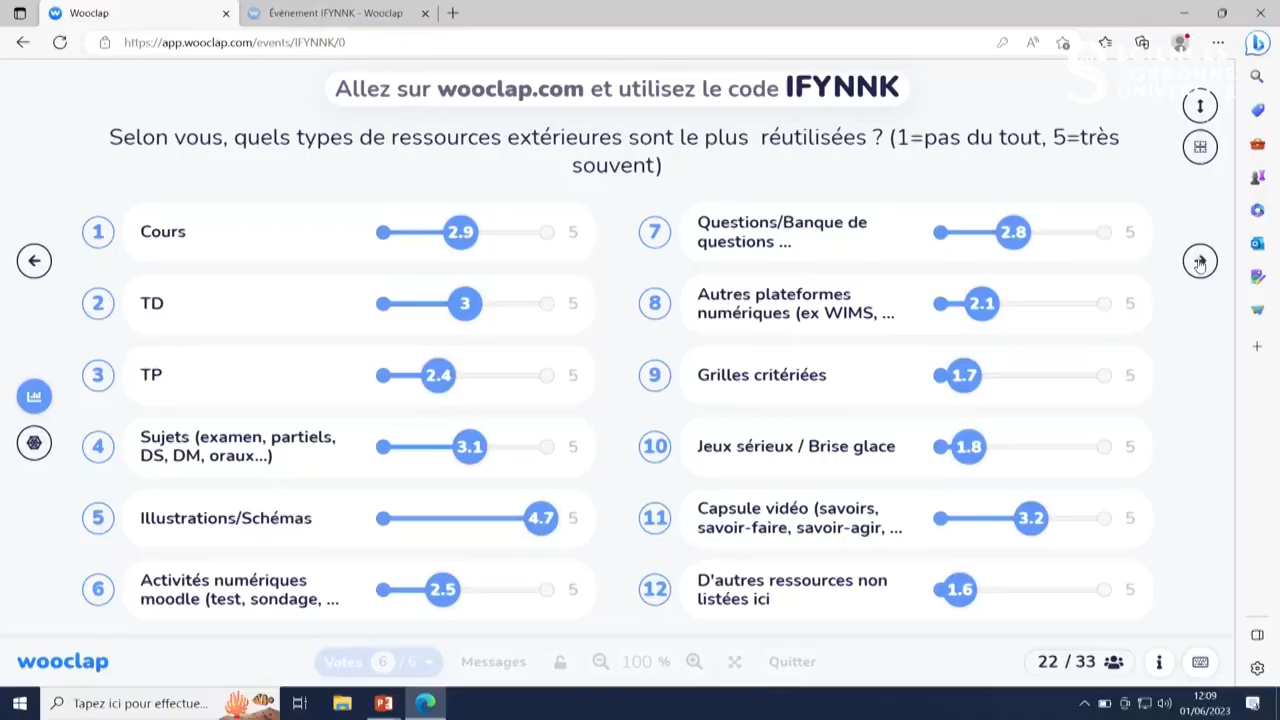 Wooclap
Événement IFYNNK - Wooclap
https://app.wooclap.com/events/IFYNNK/0
SCIENCES
SORBONNE
UNIVERSITÉ
Allez sur wooclap.com et utilisez le code IFYNNK
Selon vous, quels types de ressources extérieures sont le plus réutilisées ? (1=pas du tout, 5=très
souvent)
1 Cours 2.9 5
2 TD 3 5
3 TP 2.4 5
4 Sujets (examen, partiels,
DS, DM, oraux...) 3.1 5
5 Illustrations/Schémas 4.7 5
6 Activités numériques
moodle (test, sondage, ... 2.5 5
7 Questions/Banque de
questions ... 2.8 5
8 Autres plateformes
numériques (ex WIMS, ... 2.1 5
9 Grilles critériées 1.7 5
10 Jeux sérieux / Brise glace 1.8 5
11 Capsule vidéo (savoirs,
savoir-faire, savoir-agir, ... 3.2 5
12 D'autres ressources non
listées ici 1.6 5
wooclap
Votes 6 / 6
Messages
100 %
Quitter
22 / 33
Tapez ici pour effectue...
12:09
01/06/2023